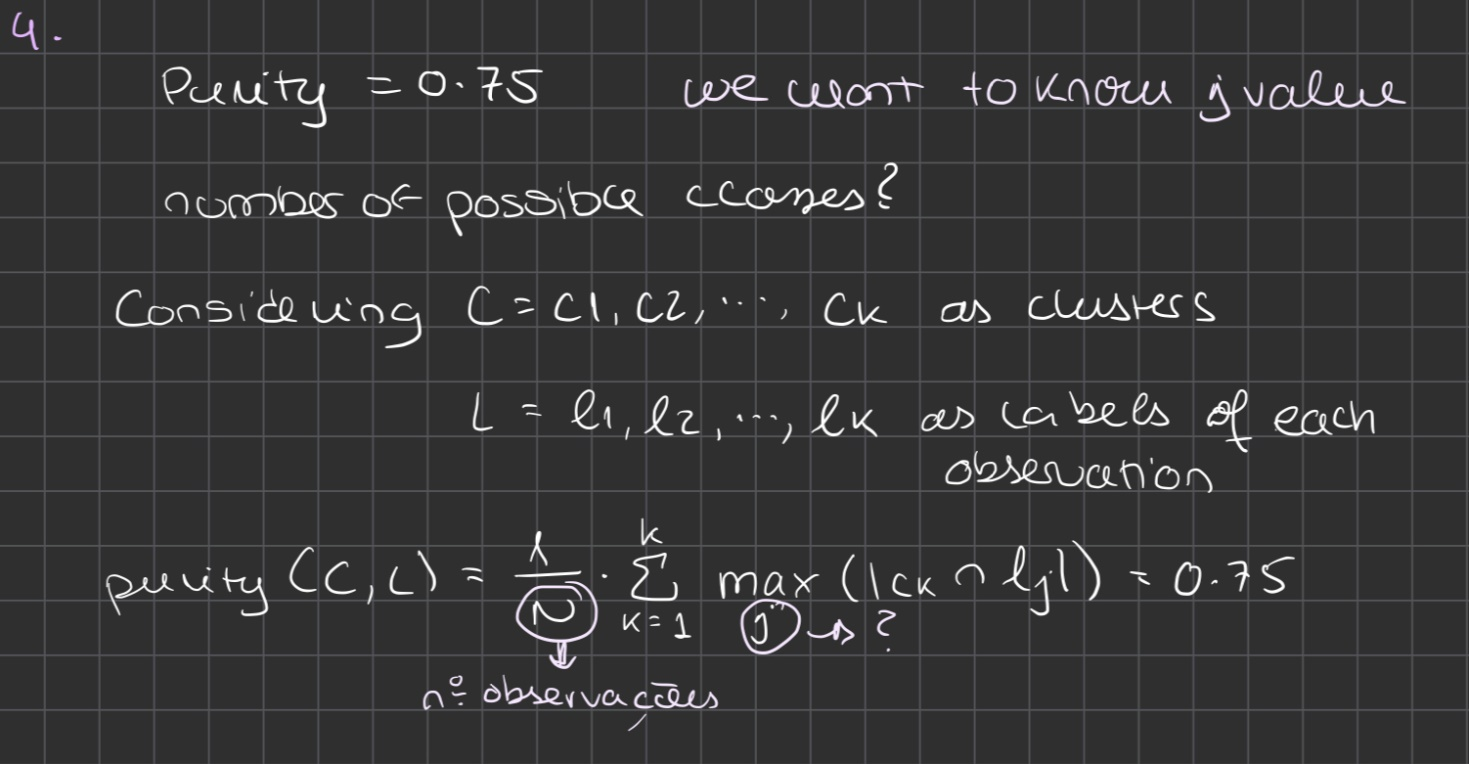 4.
Purity = 0.75 we want to know j value
number of possible classes?
Considering C = C1, C2, ..., CK as clusters
L = l1, l2, ..., lK as labels of each
observation
purity (C, L) = 1/N · Σ max (|CK ∩ lj|) = 0.75
K
K=1 j → ?
nº observações